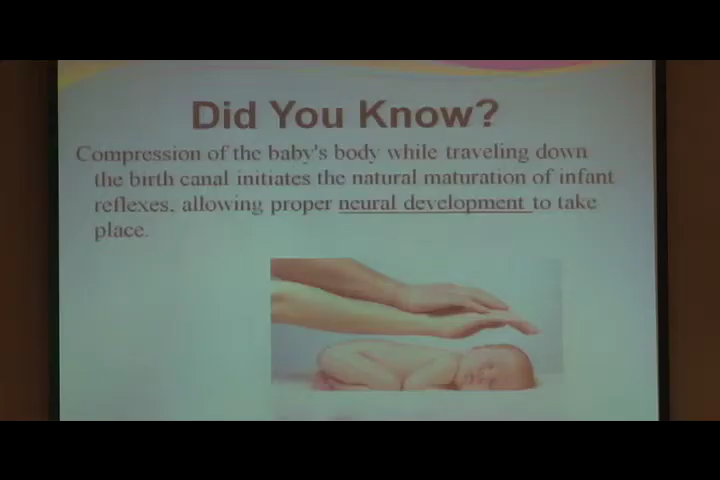 Did You Know?
Compression of the baby's body while traveling down
the birth canal initiates the natural maturation of infant
reflexes, allowing proper neural development to take
place.